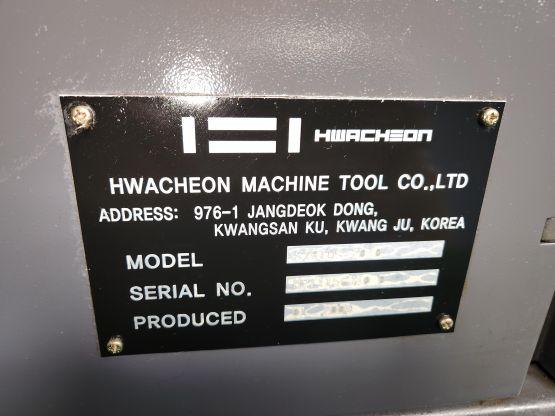 HWACHEON
HWACHEON MACHINE TOOL CO.,LTD
ADDRESS: 976-1 JANGDEOK DONG,
KWANGSAN KU, KWANG JU, KOREA
MODEL
SERIAL NO.
PRODUCED